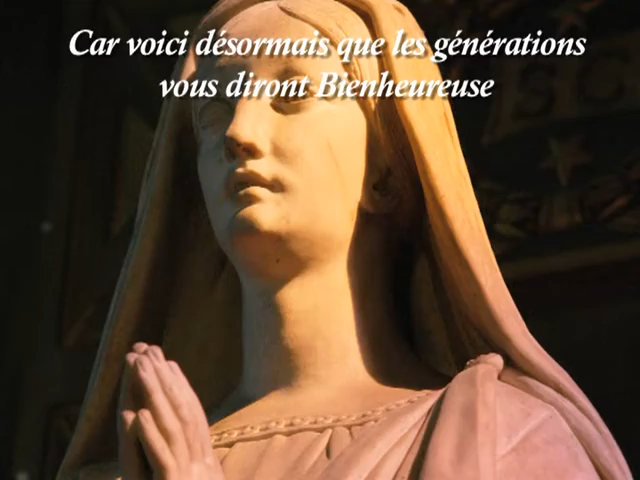 Car voici désormais que les générations
vous diront Bienheureuse